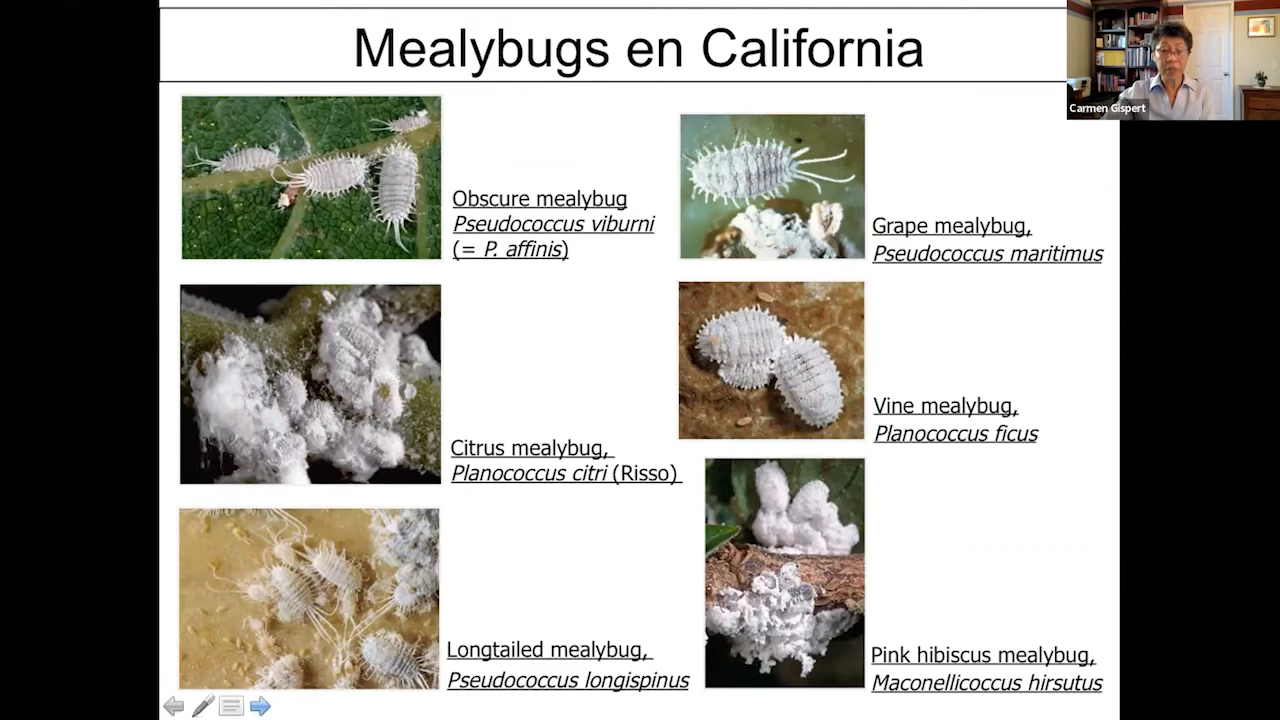 Mealybugs en California
Carmen Gispert
Obscure mealybug
Pseudococcus viburni
(= P. affinis)
Grape mealybug,
Pseudococcus maritimus
Citrus mealybug,
Planococcus citri (Risso)
Vine mealybug,
Planococcus ficus
Longtailed mealybug,
Pseudococcus longispinus
Pink hibiscus mealybug,
Maconellicoccus hirsutus